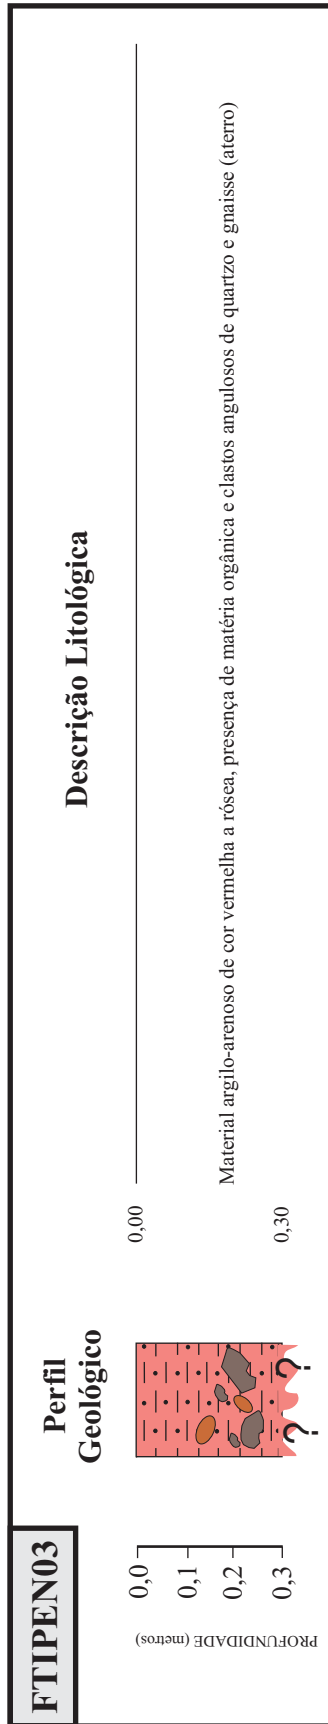 FTIPEN03
Perfil
Geológico
Descrição Litológica
PROFUNDIDADE (metros)
0,0
0,1
0,2
0,3
? ?
0,00
Material argilo-arenoso de cor vermelha a rósea, presença de matéria orgânica e clastos angulosos de quartzo e gnaisse (aterro)
0,30